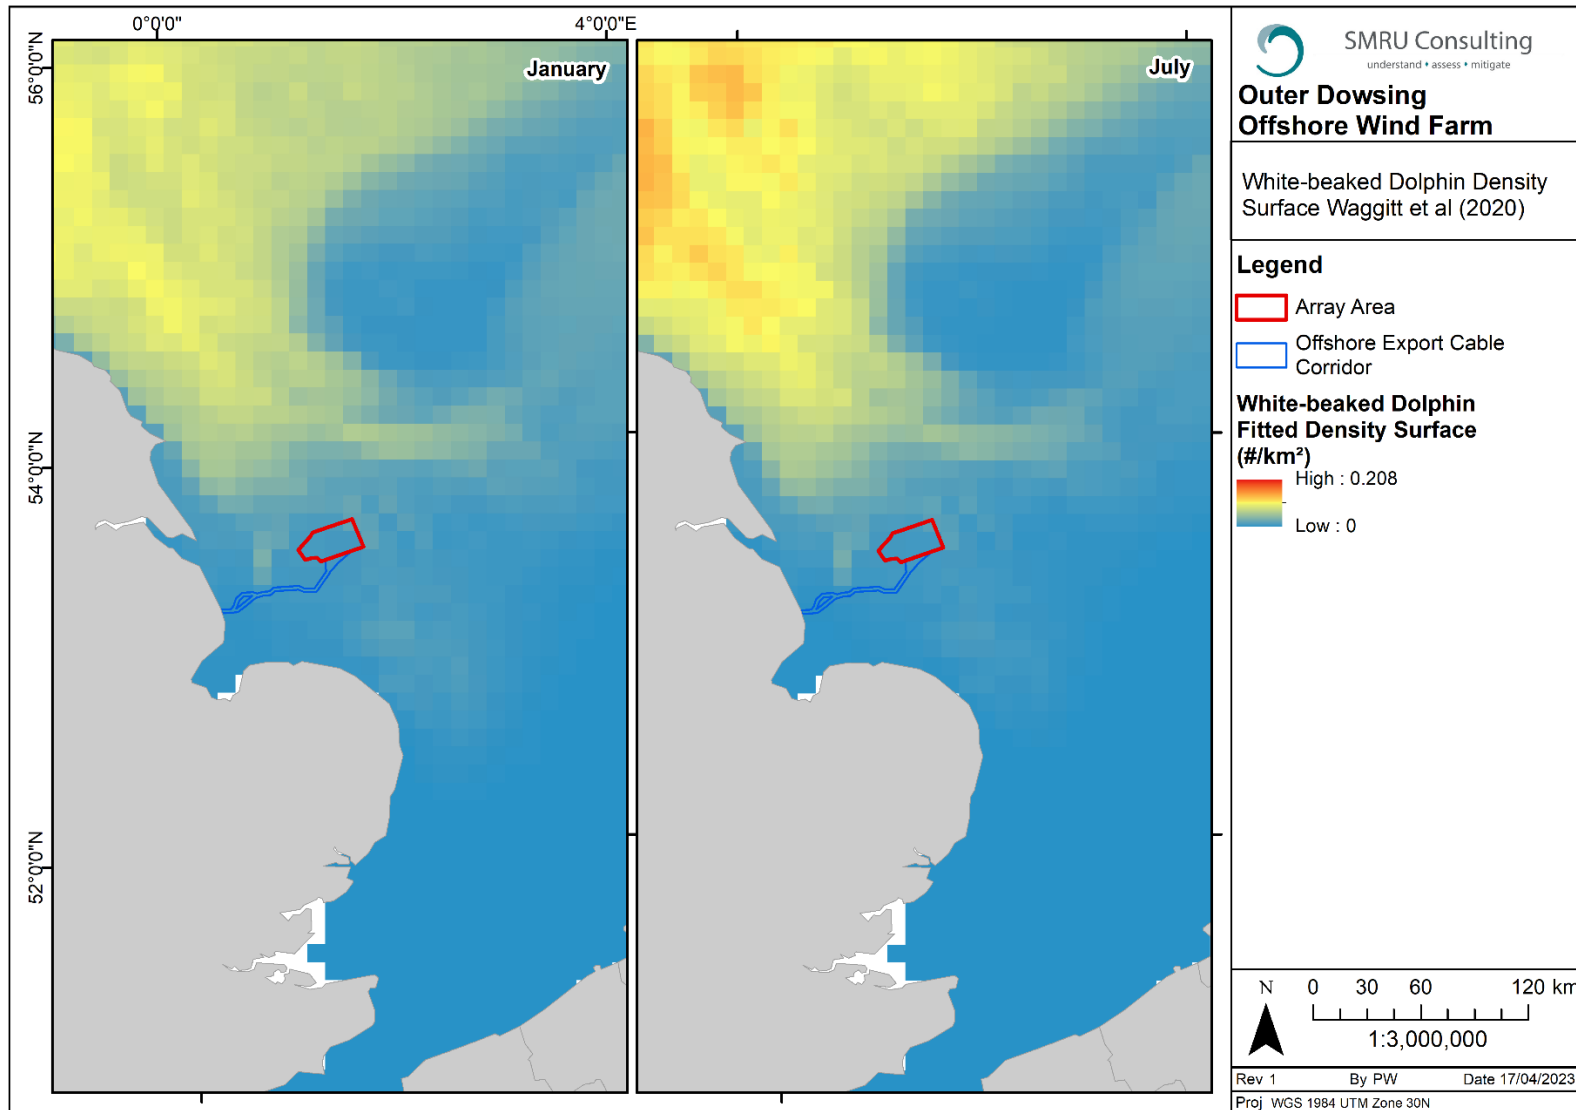 0°0'0"
4°0'0"E
56°0'0"N
54°0'0"N
52°0'0"N
January
July
SMRU Consulting
understand • assess • mitigate
Outer Dowsing
Offshore Wind Farm
White-beaked Dolphin Density
Surface Waggitt et al (2020)
Legend
Array Area
Offshore Export Cable
Corridor
White-beaked Dolphin
Fitted Density Surface
(#/km²)
High : 0.208
Low : 0
N
0 30 60 120 km
1:3,000,000
Rev 1 By PW Date 17/04/2023
Proj WGS 1984 UTM Zone 30N